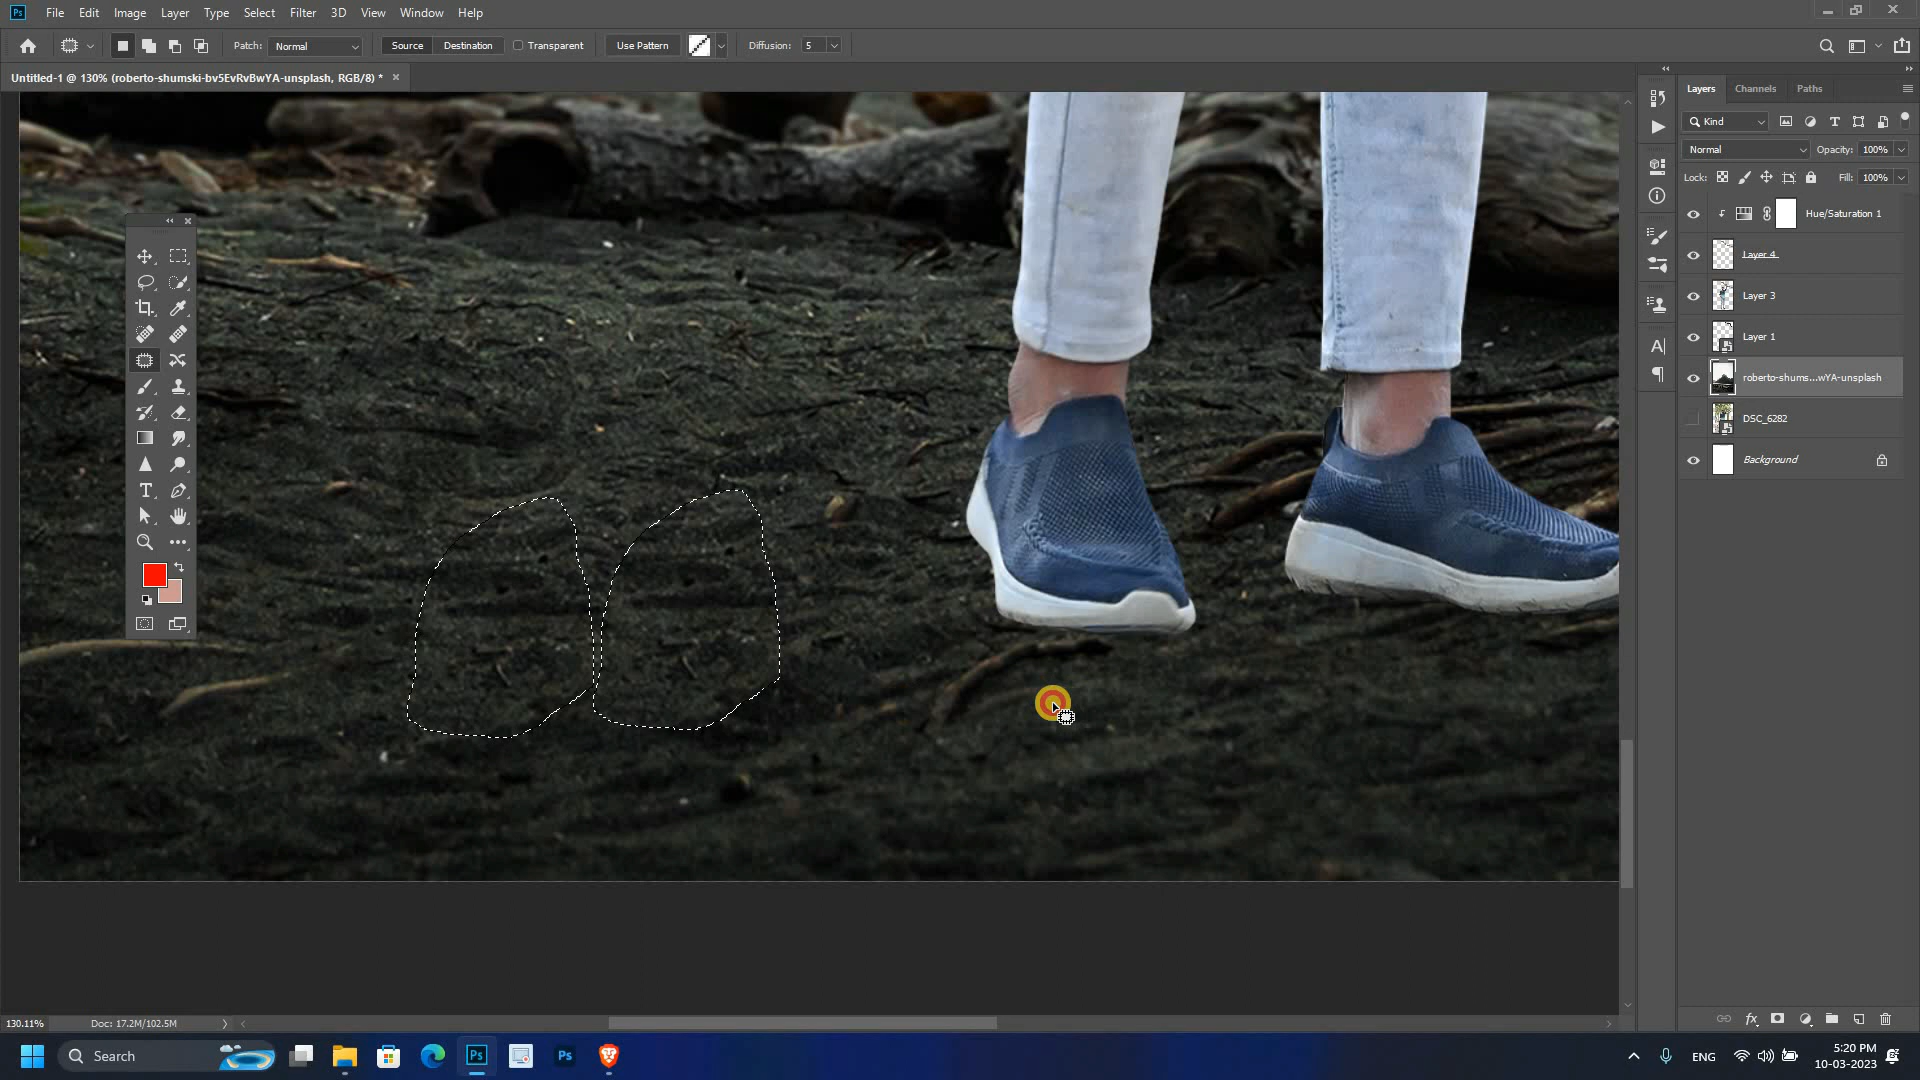 Ps File Edit Image Layer Type Select Filter 3D View Window Help
Patch: Normal Source Destination Transparent Use Pattern Diffusion: 5
Untitled-1 @ 130% (roberto-shumski-bv5EvRvBwYA-unsplash, RGB/8) *
Layers Channels Paths
Kind
Normal Opacity: 100%
Lock: Fill: 100%
Hue/Saturation 1
Layer 4
Layer 3
Layer 1
roberto-shums...wYA-unsplash
DSC_6282
Background
130.11% Doc: 17.2M/102.5M
Search
Ps
Ps
ENG
5:20 PM
10-03-2023